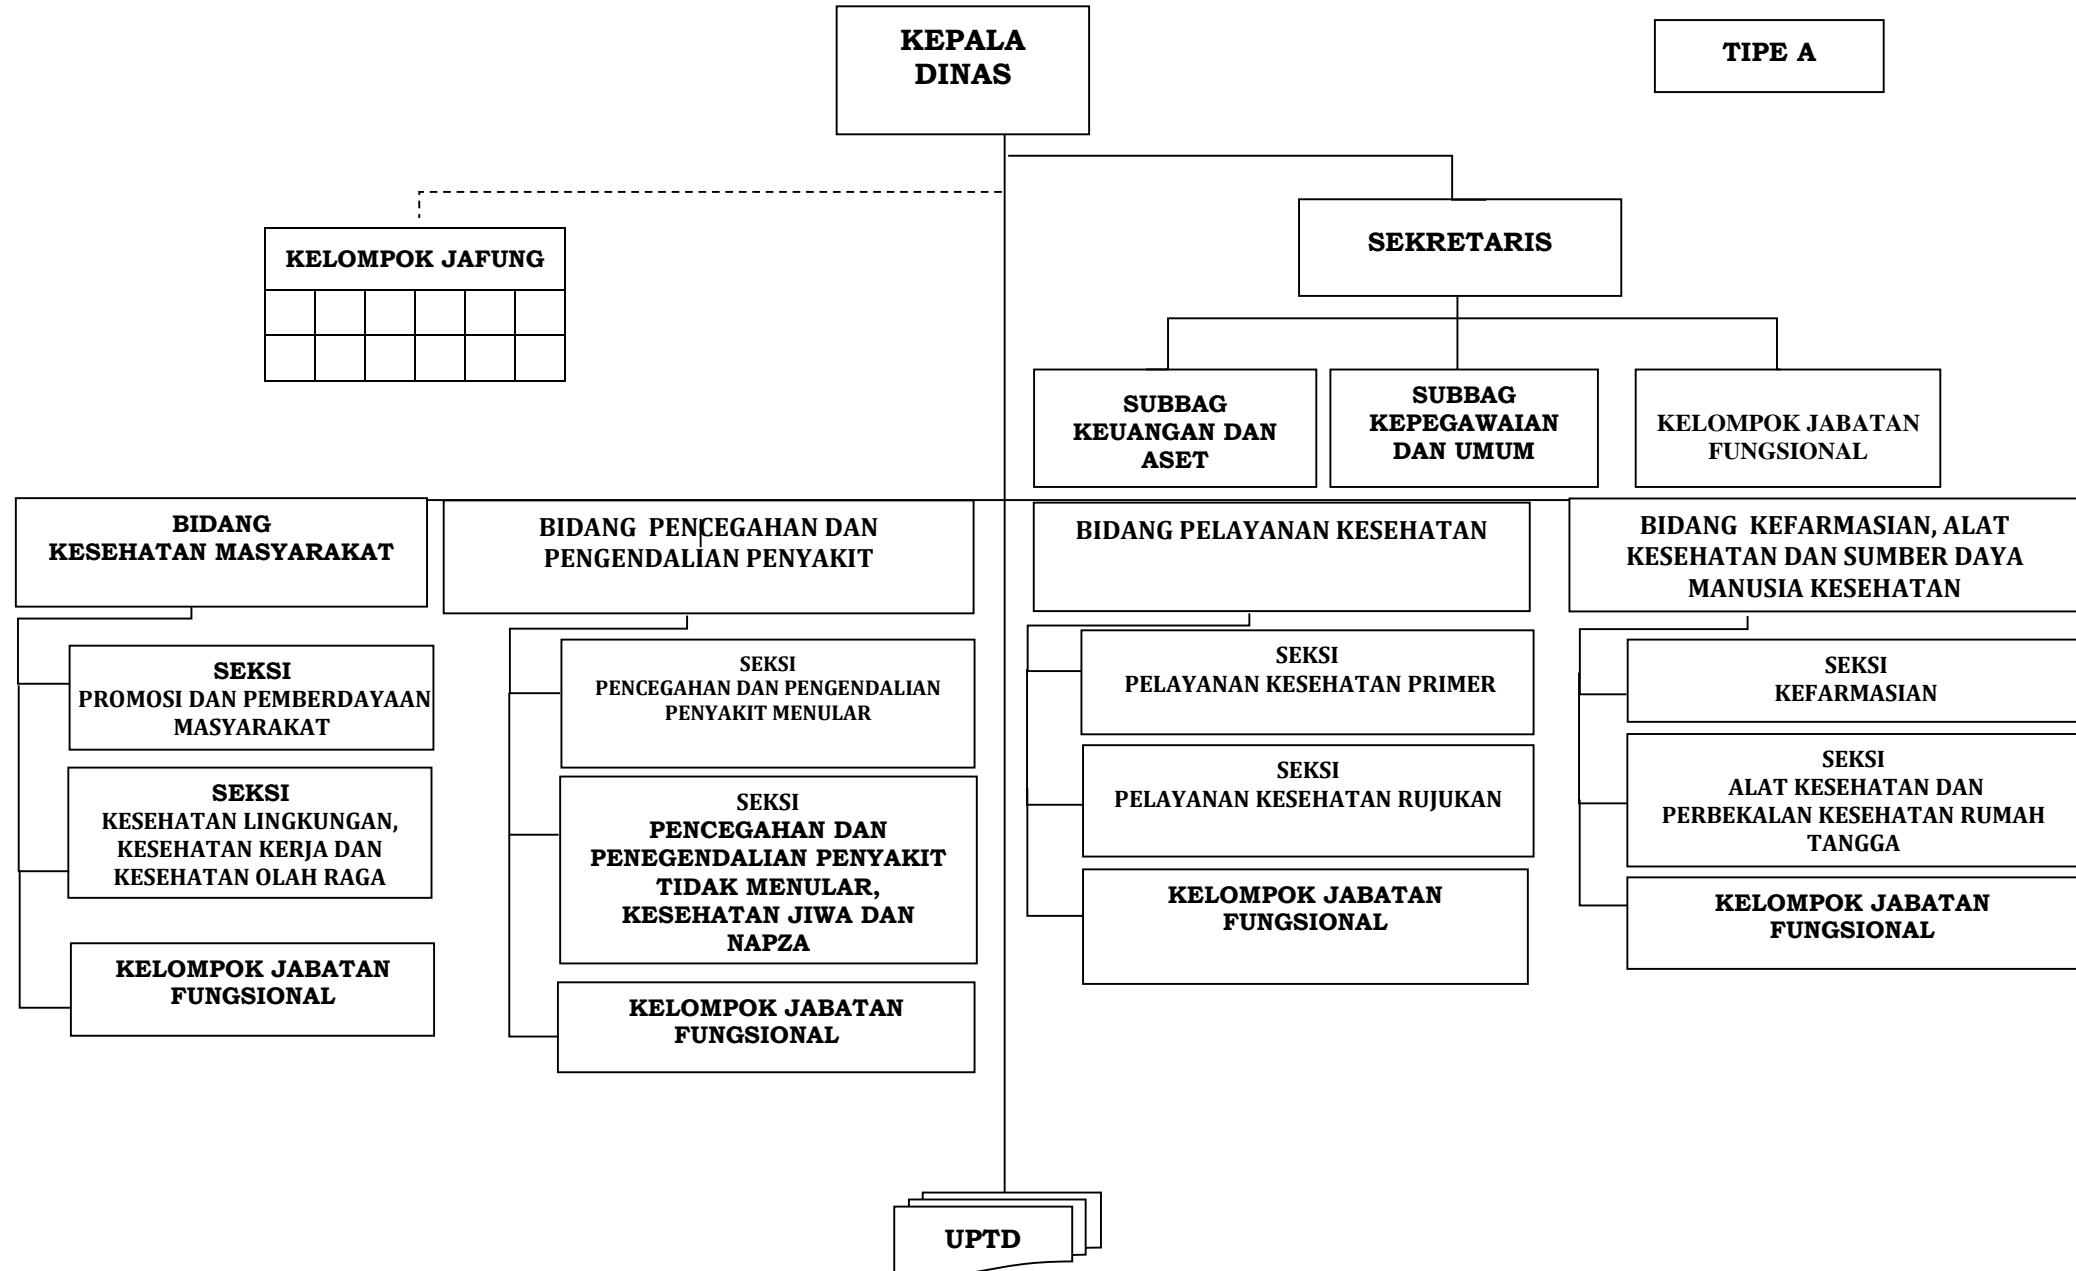 KEPALA
DINAS
TIPE A
KELOMPOK JAFUNG
SEKRETARIS
SUBBAG
KEUANGAN DAN
ASET
SUBBAG
KEPEGAWAIAN
DAN UMUM
KELOMPOK JABATAN
FUNGSIONAL
BIDANG
KESEHATAN MASYARAKAT
BIDANG PENCEGAHAN DAN
PENGENDALIAN PENYAKIT
BIDANG PELAYANAN KESEHATAN
BIDANG KEFARMASIAN, ALAT
KESEHATAN DAN SUMBER DAYA
MANUSIA KESEHATAN
SEKSI
PROMOSI DAN PEMBERDAYAAN
MASYARAKAT
SEKSI
KESEHATAN LINGKUNGAN,
KESEHATAN KERJA DAN
KESEHATAN OLAH RAGA
KELOMPOK JABATAN
FUNGSIONAL
SEKSI
PENCEGAHAN DAN PENGENDALIAN
PENYAKIT MENULAR
SEKSI
PENCEGAHAN DAN
PENEGENDALIAN PENYAKIT
TIDAK MENULAR,
KESEHATAN JIWA DAN
NAPZA
KELOMPOK JABATAN
FUNGSIONAL
SEKSI
PELAYANAN KESEHATAN PRIMER
SEKSI
PELAYANAN KESEHATAN RUJUKAN
KELOMPOK JABATAN
FUNGSIONAL
SEKSI
KEFARMASIAN
SEKSI
ALAT KESEHATAN DAN
PERBEKALAN KESEHATAN RUMAH
TANGGA
KELOMPOK JABATAN
FUNGSIONAL
UPTD